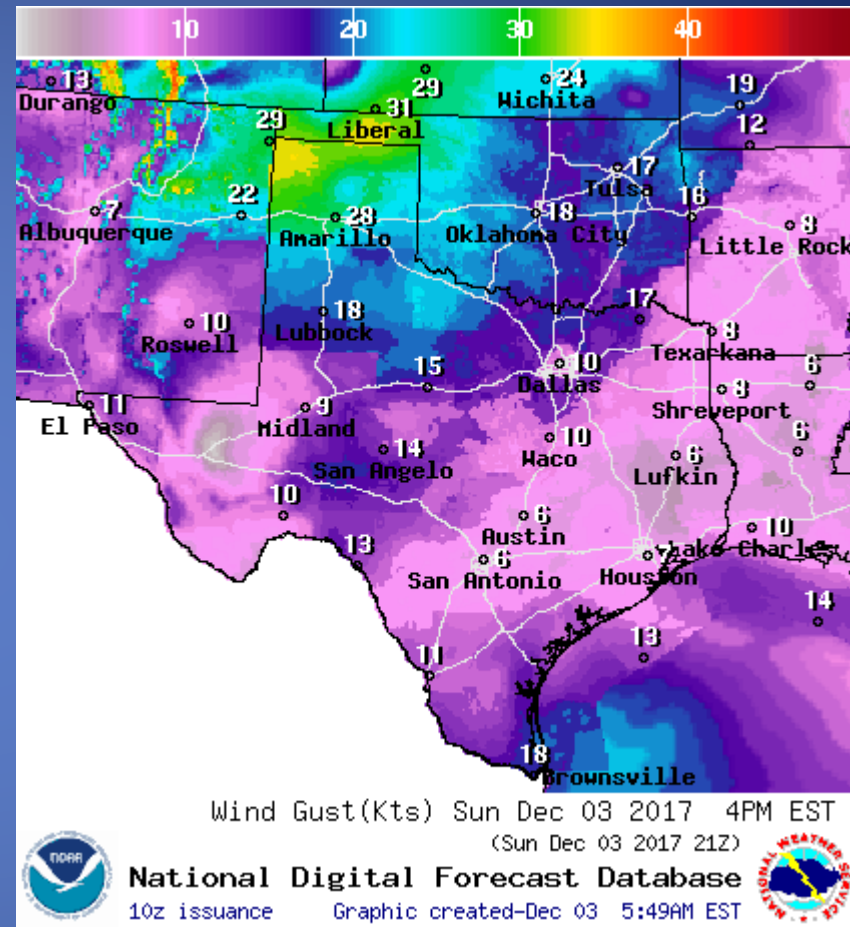 10 20 30 40
13 29 24
Durango Wichita 19
31
29 Liberal 12
17
Tulsa
7 22 28 18 16 8
Albuquerque Amarillo Oklahoma City Little Rock
10 18 17
Roswell Lubbock 8
Texarkana
15 10 6
Dallas 8
11 9 Shreveport
El Paso Midland 10 6
14 Waco 6
San Angelo Lufkin
10 6 10
Austin Lake Charles
13 6
San Antonio Houston
14
11 13
18
Brownsville
Wind Gust(Kts) Sun Dec 03 2017 4PM EST
(Sun Dec 03 2017 21Z)
NOAA
National Digital Forecast Database
10z issuance Graphic created-Dec 03 5:49AM EST
NATIONAL WEATHER SERVICE